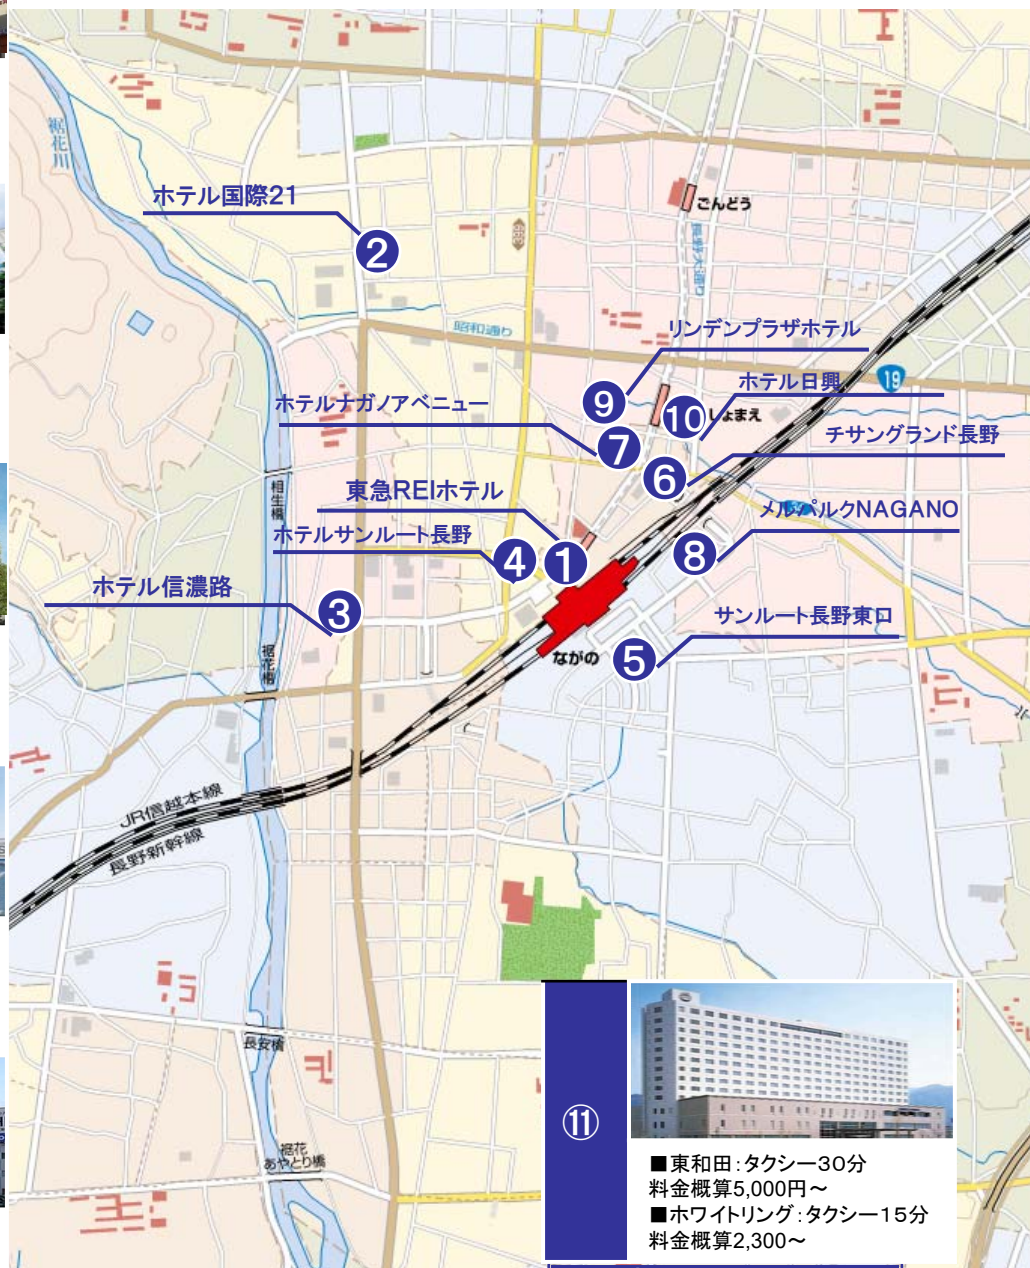 裾花川
ホテル国際21
②
ごんどう
長野大通り
399
昭和通り
リンデンプラザホテル
19
ホテル日興
⑨
⑩
しょまえ
ホテルナガノアベニュー
⑦
チサングランド長野
⑥
相生橋
東急REIホテル
メルパルクNAGANO
ホテルサンルート長野
④
①
⑧
ホテル信濃路
③
サンルート長野東口
ながの
⑤
裾花橋
JR信越本線
長野新幹線
長安橋
裾花
あやとり橋
⑪
■東和田:タクシー30分
料金概算5,000円～
■ホワイトリング:タクシー15分
料金概算2,300～